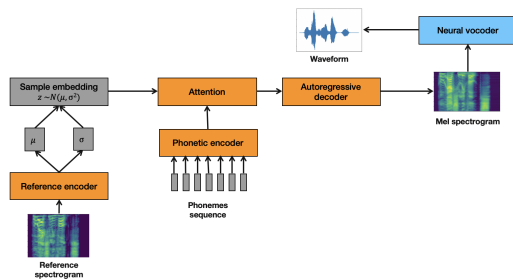 Neural vocoder
Waveform
Sample embedding
z ~N(μ, σ²)
Attention
Autoregressive
decoder
Mel spectrogram
μ
σ
Phonetic encoder
Reference encoder
Phonemes
sequence
Reference
spectrogram